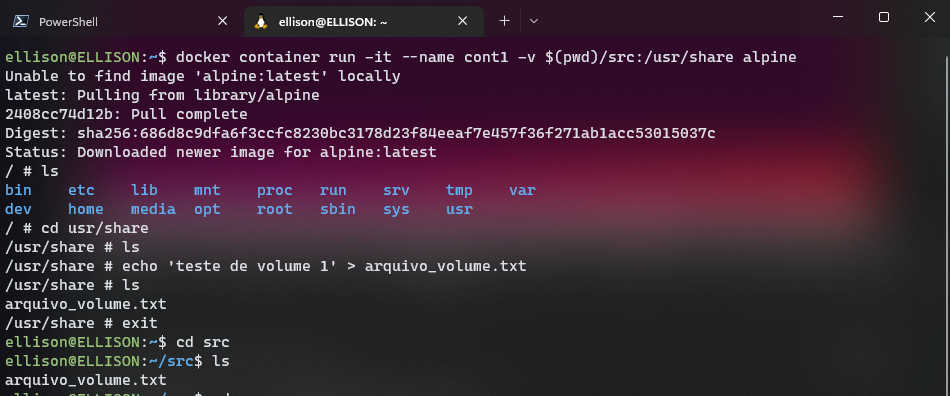 PowerShell
ellison@ELLISON: ~
ellison@ELLISON:~$ docker container run -it --name cont1 -v $(pwd)/src:/usr/share alpine
Unable to find image 'alpine:latest' locally
latest: Pulling from library/alpine
2408cc74d12b: Pull complete
Digest: sha256:686d8c9dfa6f3ccfc8230bc3178d23f84eeaf7e457f36f271ab1acc53015037c
Status: Downloaded newer image for alpine:latest
/ # ls
bin    etc    lib    mnt    proc   run    srv    tmp    var
dev    home   media  opt    root   sbin   sys    usr
/ # cd usr/share
/usr/share # ls
/usr/share # echo 'teste de volume 1' > arquivo_volume.txt
/usr/share # ls
arquivo_volume.txt
/usr/share # exit
ellison@ELLISON:~$ cd src
ellison@ELLISON:~/src$ ls
arquivo_volume.txt